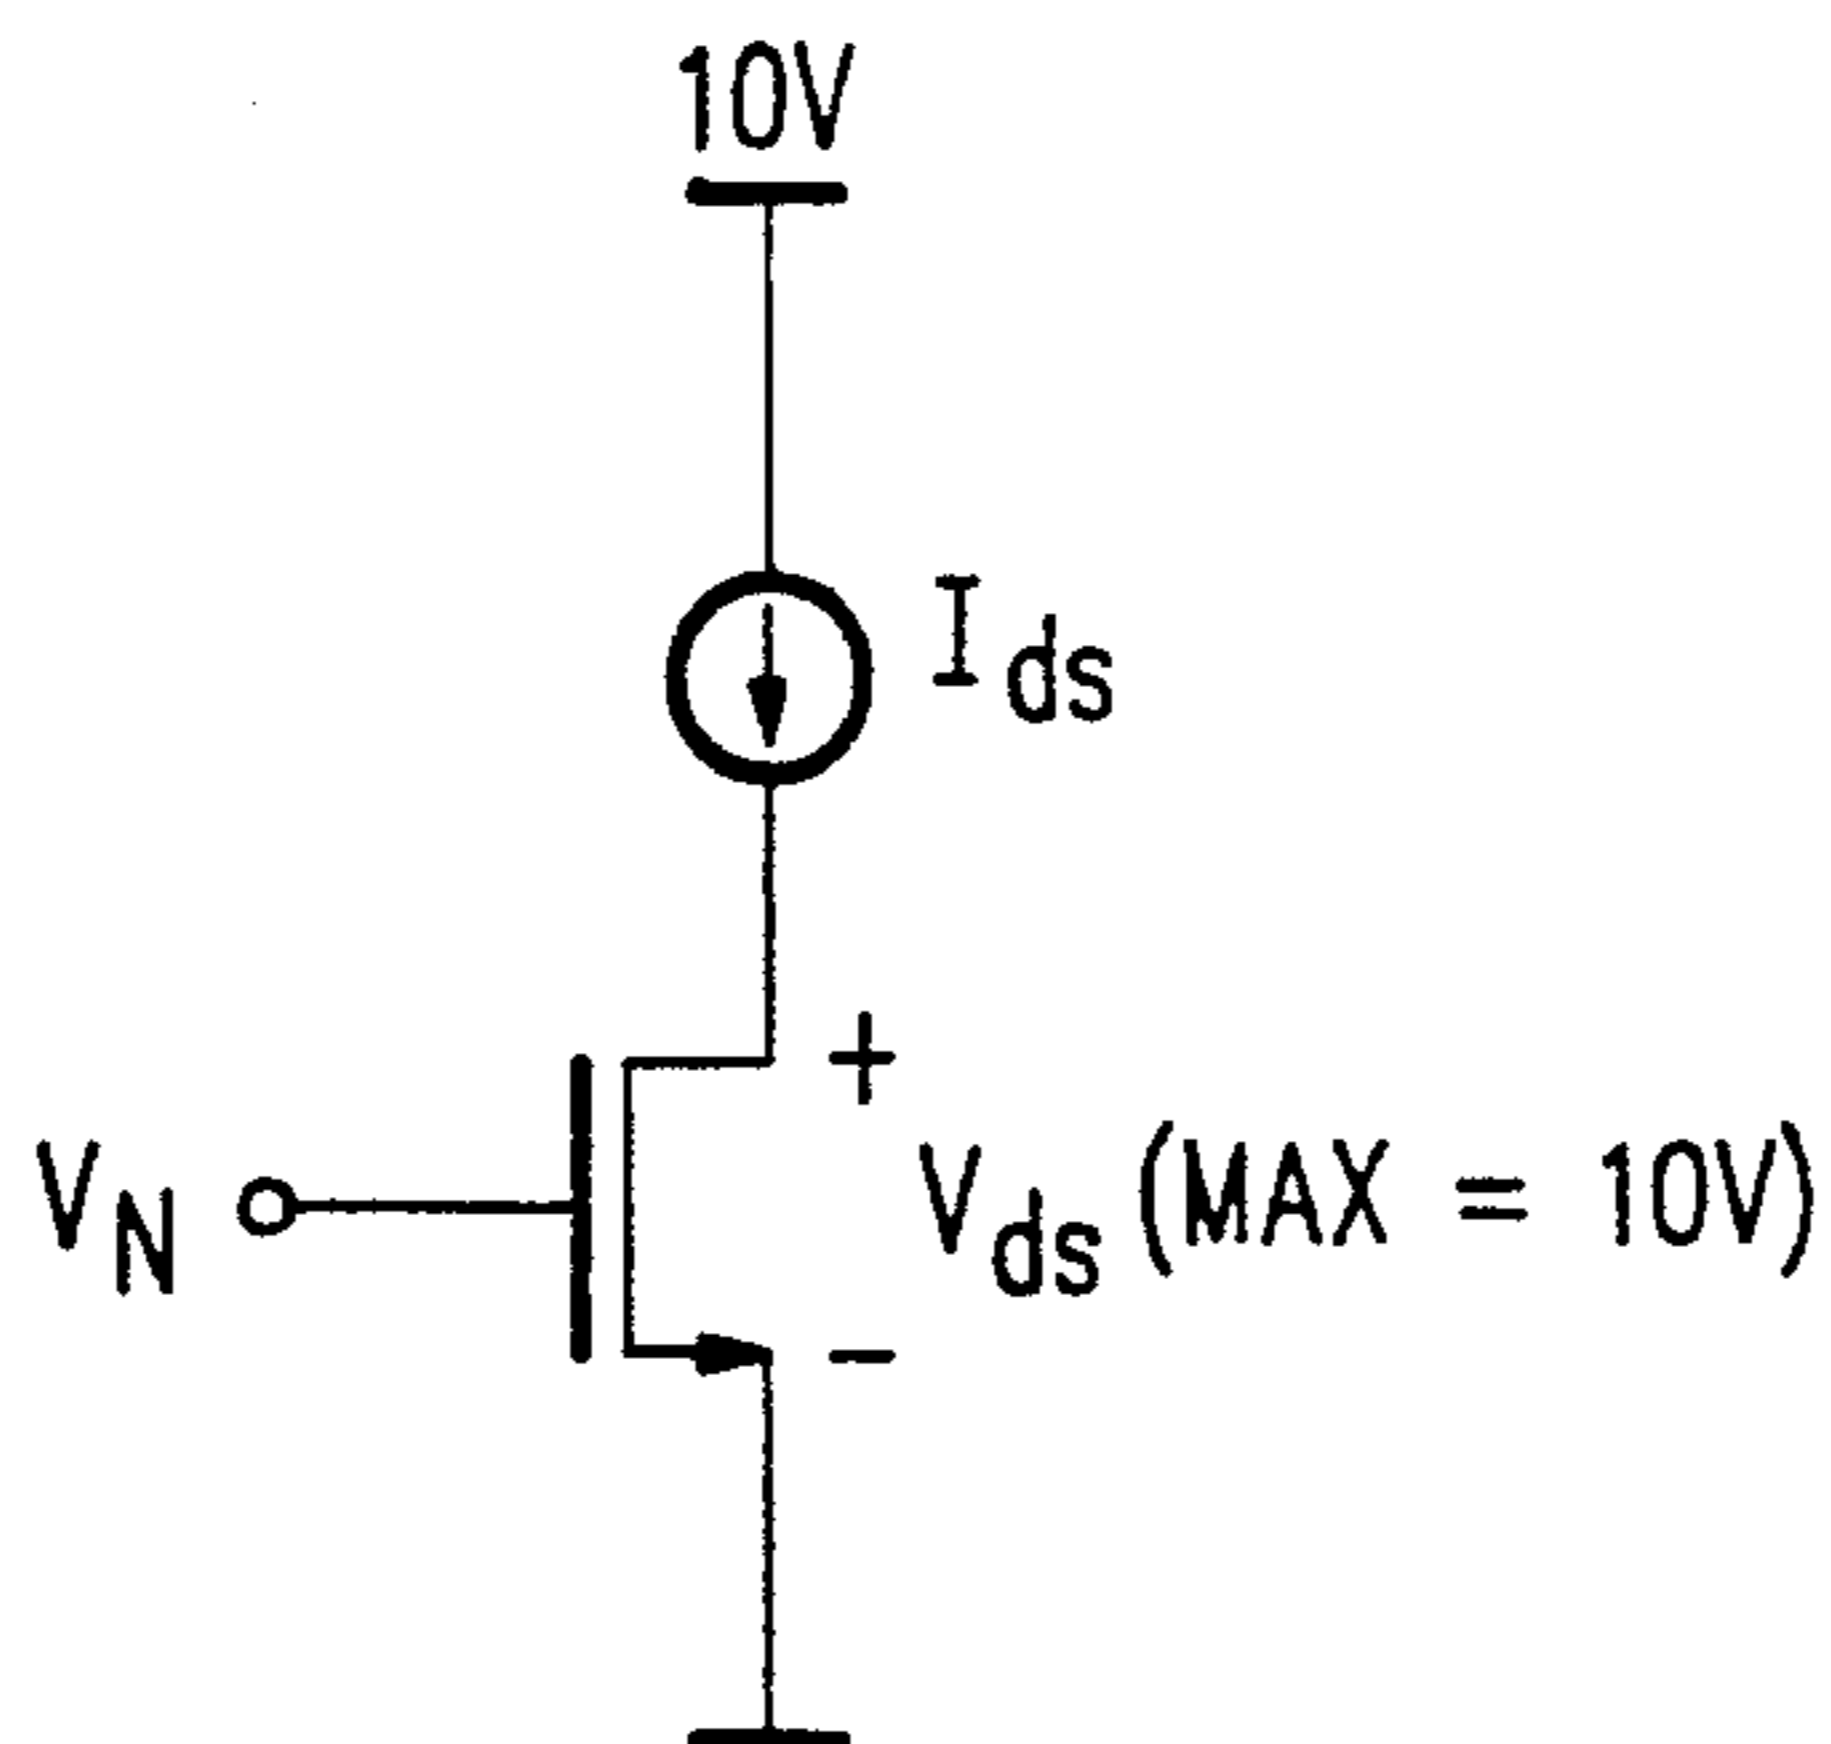 10V
Ids
+
VN
Vds (MAX = 10V)
-